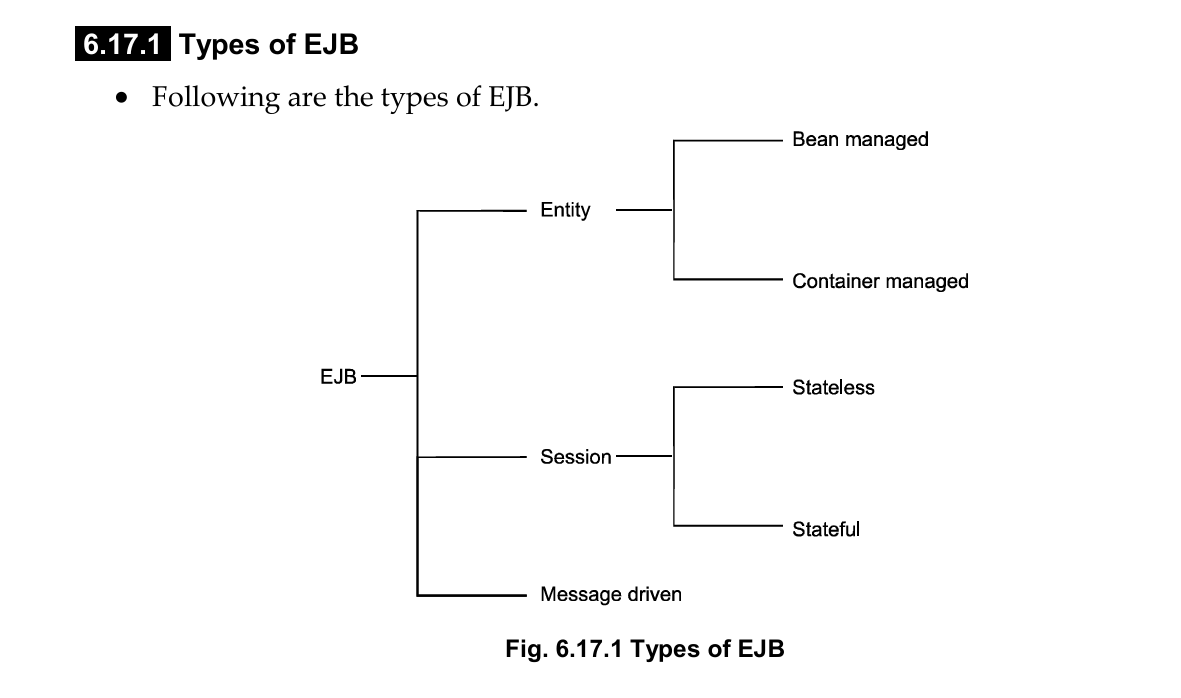 6.17.1 Types of EJB
• Following are the types of EJB.
Bean managed
Entity
Container managed
EJB
Stateless
Session
Stateful
Message driven
Fig. 6.17.1 Types of EJB